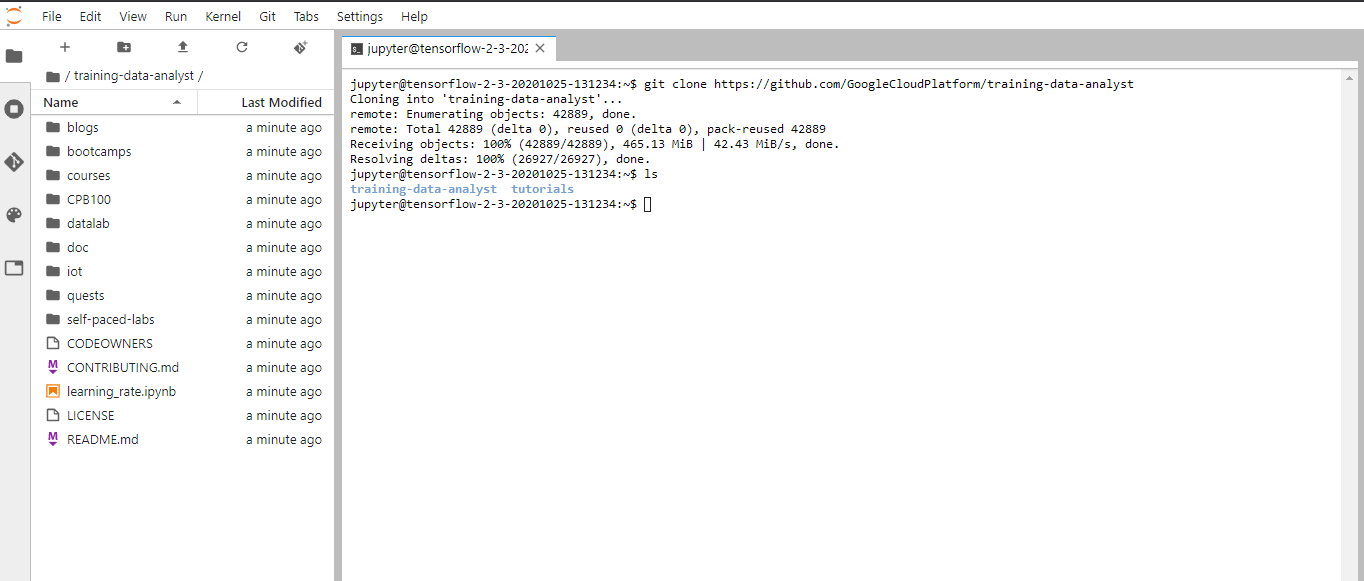 File Edit View Run Kernel Git Tabs Settings Help
/ training-data-analyst /
Name Last Modified
blogs a minute ago
bootcamps a minute ago
courses a minute ago
CPB100 a minute ago
datalab a minute ago
doc a minute ago
iot a minute ago
quests a minute ago
self-paced-labs a minute ago
CODEOWNERS a minute ago
CONTRIBUTING.md a minute ago
learning_rate.ipynb a minute ago
LICENSE a minute ago
README.md a minute ago
jupyter@tensorflow-2-3-202
jupyter@tensorflow-2-3-20201025-131234:~$ git clone https://github.com/GoogleCloudPlatform/training-data-analyst
Cloning into 'training-data-analyst'...
remote: Enumerating objects: 42889, done.
remote: Total 42889 (delta 0), reused 0 (delta 0), pack-reused 42889
Receiving objects: 100% (42889/42889), 465.13 MiB | 42.43 MiB/s, done.
Resolving deltas: 100% (26927/26927), done.
jupyter@tensorflow-2-3-20201025-131234:~$ ls
training-data-analyst tutorials
jupyter@tensorflow-2-3-20201025-131234:~$